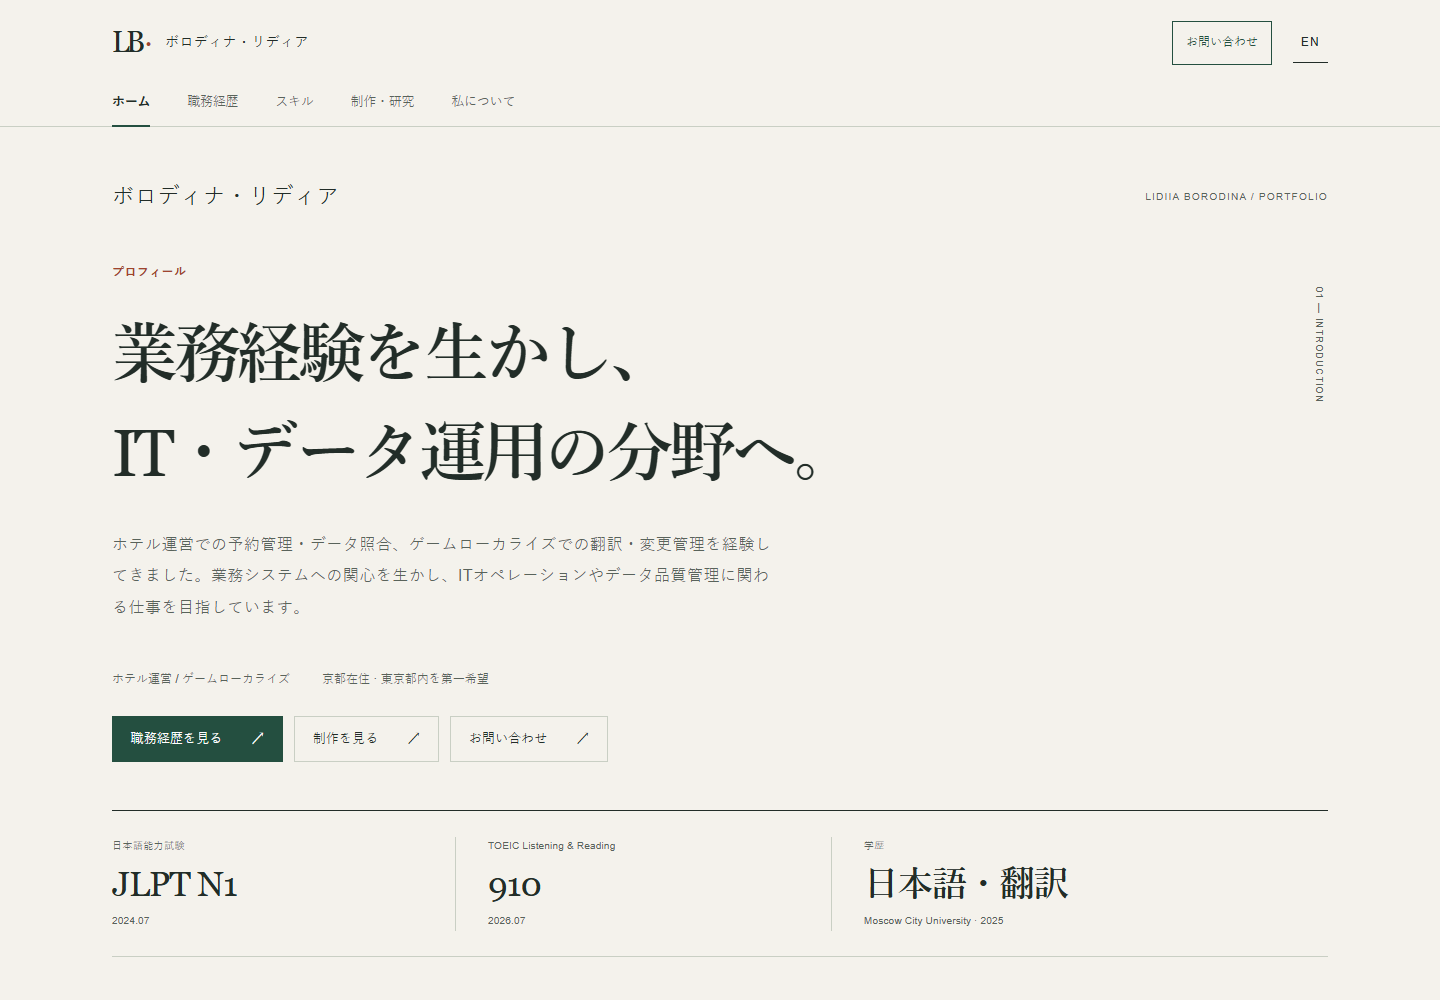 LB· ボロディナ・リディア
お問い合わせ
EN
ホーム 職務経歴 スキル 制作・研究 私について
ボロディナ・リディア
LIDIIA BORODINA / PORTFOLIO
プロフィール
01 — INTRODUCTION
業務経験を生かし、
IT・データ運用の分野へ。
ホテル運営での予約管理・データ照合、ゲームローカライズでの翻訳・変更管理を経験し
てきました。業務システムへの関心を生かし、ITオペレーションやデータ品質管理に関わ
る仕事を目指しています。
ホテル運営 / ゲームローカライズ 京都在住 · 東京都内を第一希望
職務経歴を見る ↗ 制作を見る ↗ お問い合わせ ↗
日本語能力試験
JLPT N1
2024.07
TOEIC Listening & Reading
910
2026.07
学歴
日本語・翻訳
Moscow City University · 2025